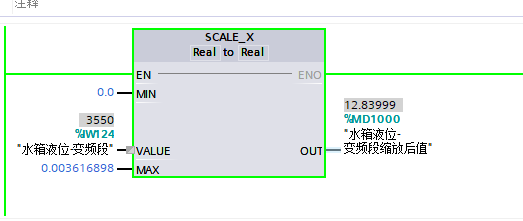 注释
SCALE_X
Real to Real
EN
ENO
0.0
MIN
12.83999
%MD1000
"水箱液位-
变频段缩放后值"
3550
%IW124
"水箱液位-变频段"
VALUE
OUT
0.003616898
MAX